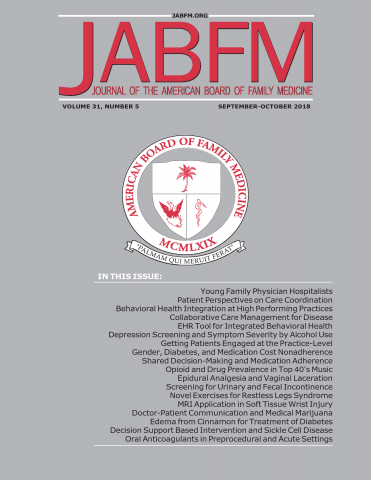 JABFM.ORG
JABFM
JOURNAL OF THE AMERICAN BOARD OF FAMILY MEDICINE
VOLUME 31, NUMBER 5
SEPTEMBER-OCTOBER 2018
AMERICAN BOARD OF FAMILY MEDICINE
MCMLXIX
"PALMAM QUI MERUIT FERAT"
IN THIS ISSUE:
Young Family Physician Hospitalists
Patient Perspectives on Care Coordination
Behavioral Health Integration at High Performing Practices
Collaborative Care Management for Disease
EHR Tool for Integrated Behavioral Health
Depression Screening and Symptom Severity by Alcohol Use
Getting Patients Engaged at the Practice-Level
Gender, Diabetes, and Medication Cost Nonadherence
Shared Decision-Making and Medication Adherence
Opioid and Drug Prevalence in Top 40's Music
Epidural Analgesia and Vaginal Laceration
Screening for Urinary and Fecal Incontinence
Novel Exercises for Restless Legs Syndrome
MRI Application in Soft Tissue Wrist Injury
Doctor-Patient Communication and Medical Marijuana
Edema from Cinnamon for Treatment of Diabetes
Decision Support Based Intervention and Sickle Cell Disease
Oral Anticoagulants in Preprocedural and Acute Settings